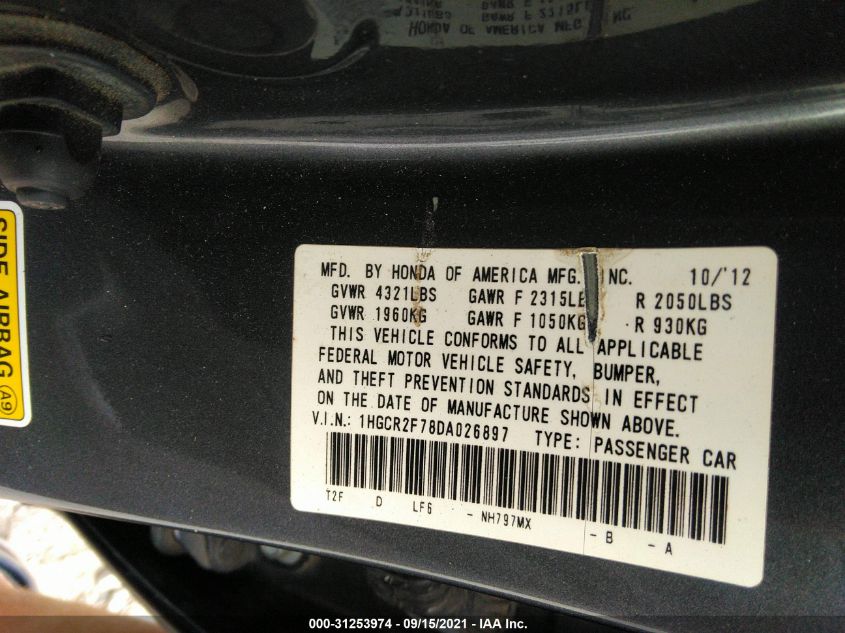 MFD. BY HONDA OF AMERICA MFG. INC. 10/'12
GVWR 4321LBS GAWR F 2315LB R 2050LBS
GVWR 1960KG GAWR F 1050KG R 930KG
THIS VEHICLE CONFORMS TO ALL APPLICABLE
FEDERAL MOTOR VEHICLE SAFETY, BUMPER,
AND THEFT PREVENTION STANDARDS IN EFFECT
ON THE DATE OF MANUFACTURE SHOWN ABOVE.
V.I.N.: 1HGCR2F78DA026897 TYPE: PASSENGER CAR
T2F D LF6 - NH797MX - B - A
SIDE AIRBAG A9
000-31253974 - 09/15/2021 - IAA Inc.